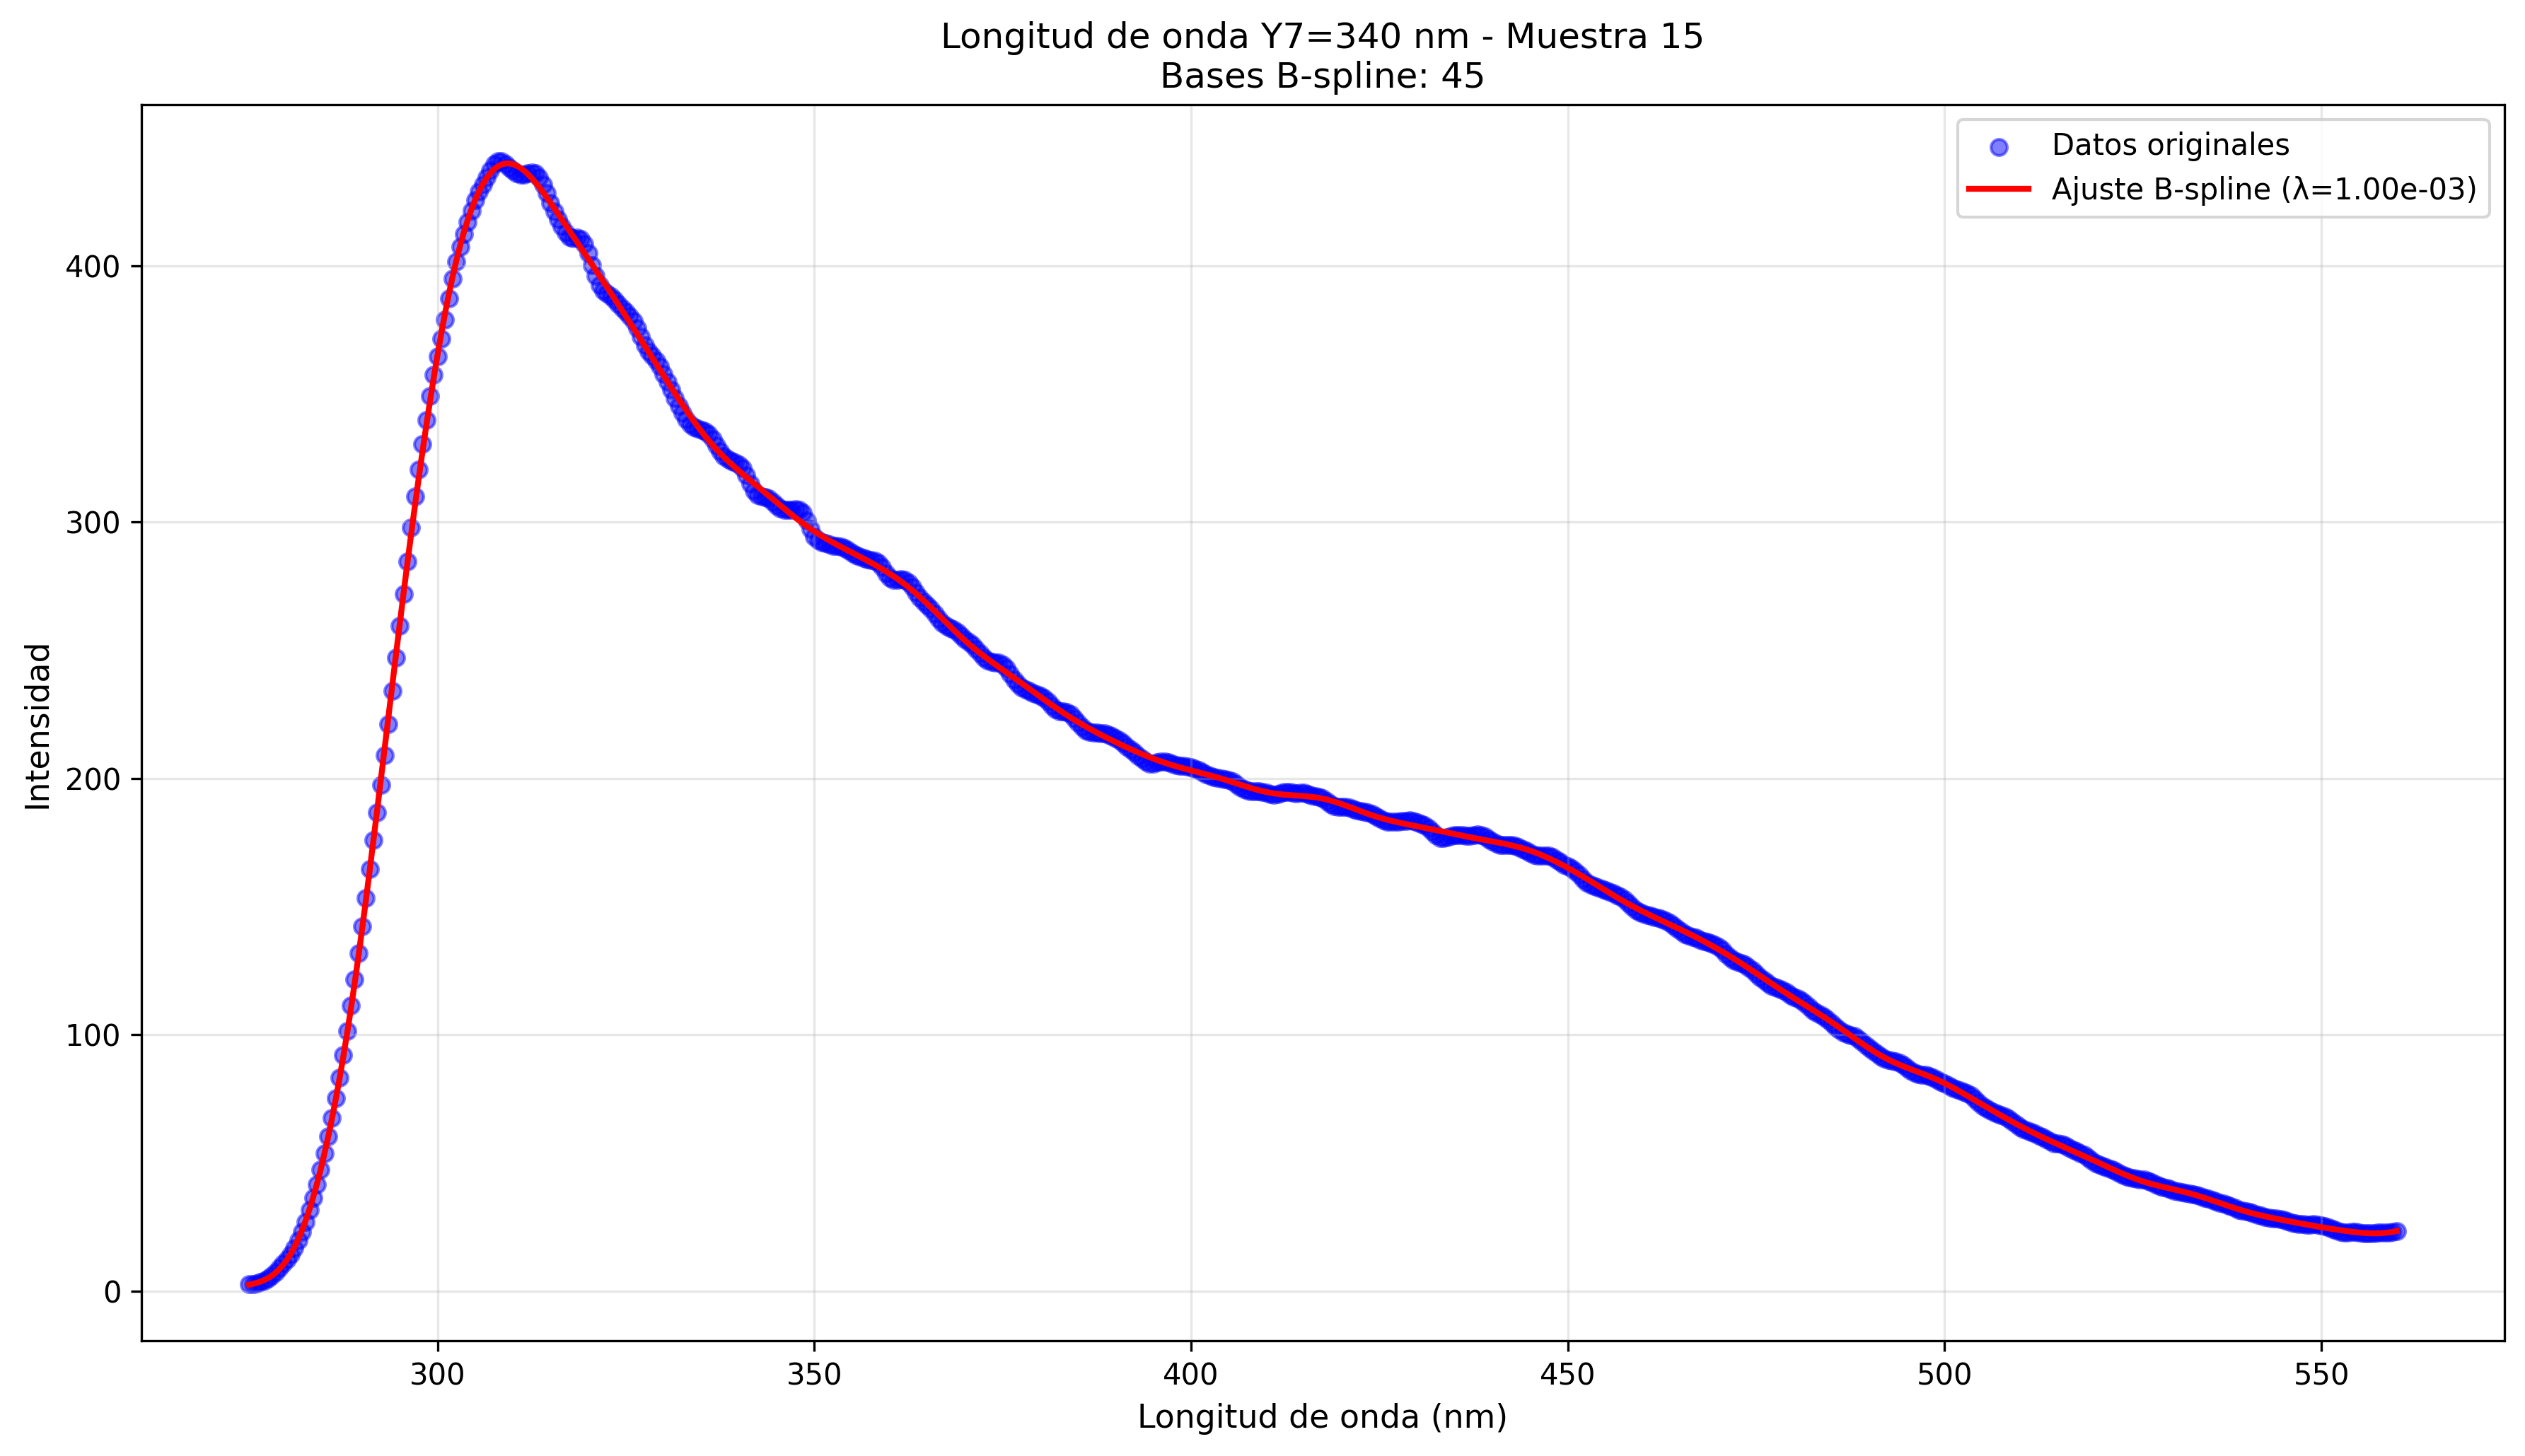 Longitud de onda Y7=340 nm - Muestra 15
Bases B-spline: 45
Datos originales
Ajuste B-spline (λ=1.00e-03)
Intensidad
400
300
200
100
0
300 350 400 450 500 550
Longitud de onda (nm)